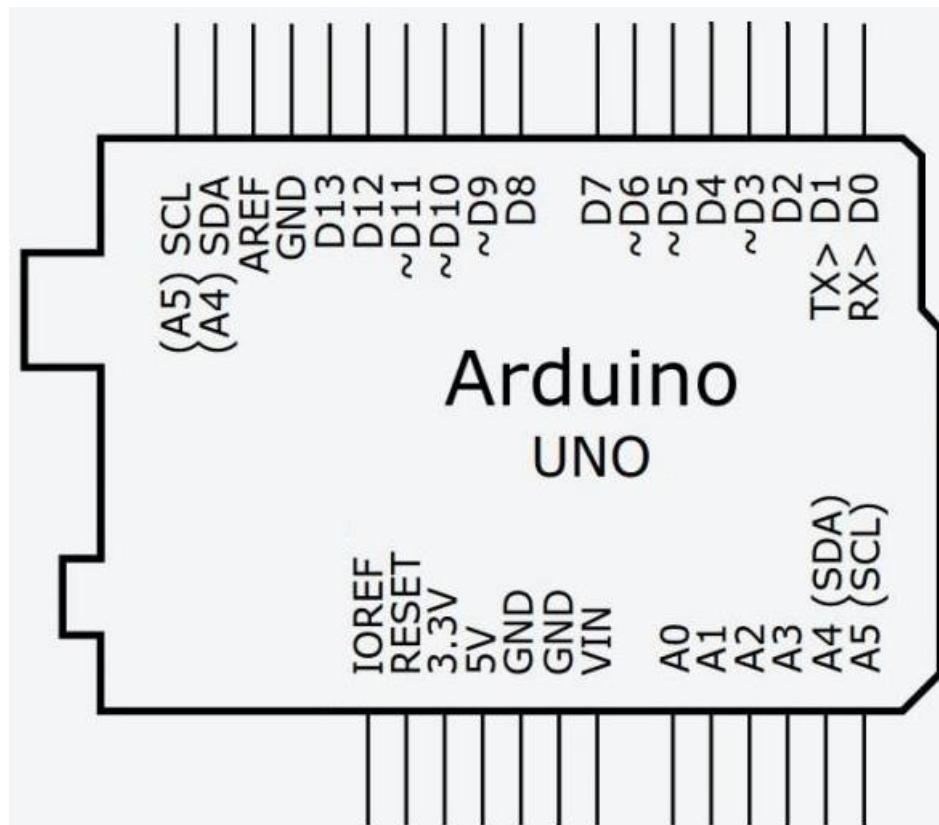 (A5) SCL
(A4) SDA
AREF
GND
D13
D12
~D11
~D10
~D9
D8
D7
~D6
~D5
D4
~D3
D2
TX> D1
RX> D0
Arduino
UNO
IOREF
RESET
3.3V
5V
GND
GND
VIN
A0
A1
A2
A3
A4 (SDA)
A5 (SCL)